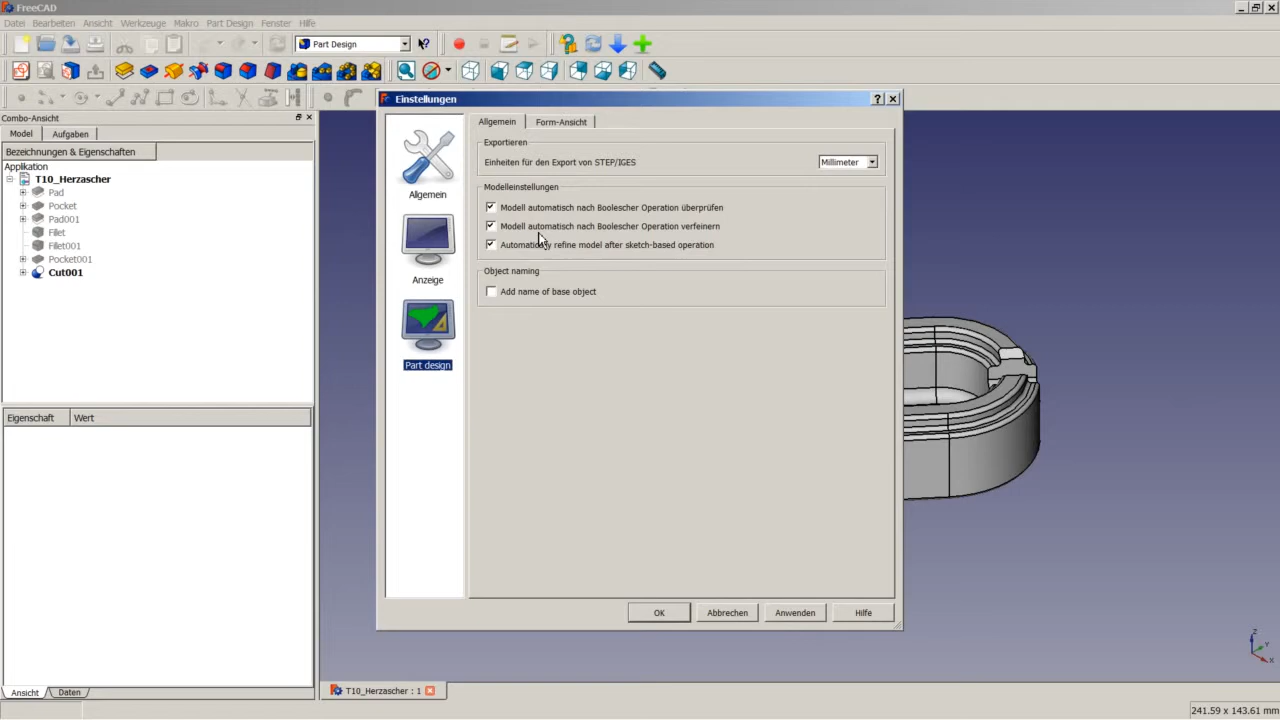 FreeCAD
Datei Bearbeiten Ansicht Werkzeuge Makro Part Design Fenster Hilfe
Part Design
Combo-Ansicht
Model Aufgaben
Bezeichnungen & Eigenschaften
Applikation
T10_Herzascher
Pad
Pocket
Pad001
Fillet
Fillet001
Pocket001
Cut001
Eigenschaft Wert
Ansicht Daten
Einstellungen
Allgemein
Anzeige
Part design
Allgemein Form-Ansicht
Exportieren
Einheiten für den Export von STEP/IGES Millimeter
Modelleinstellungen
Modell automatisch nach Boolescher Operation überprüfen
Modell automatisch nach Boolescher Operation verfeinern
Automatically refine model after sketch-based operation
Object naming
Add name of base object
OK Abbrechen Anwenden Hilfe
Z
Y
X
T10_Herzascher : 1
241.59 x 143.61 mm